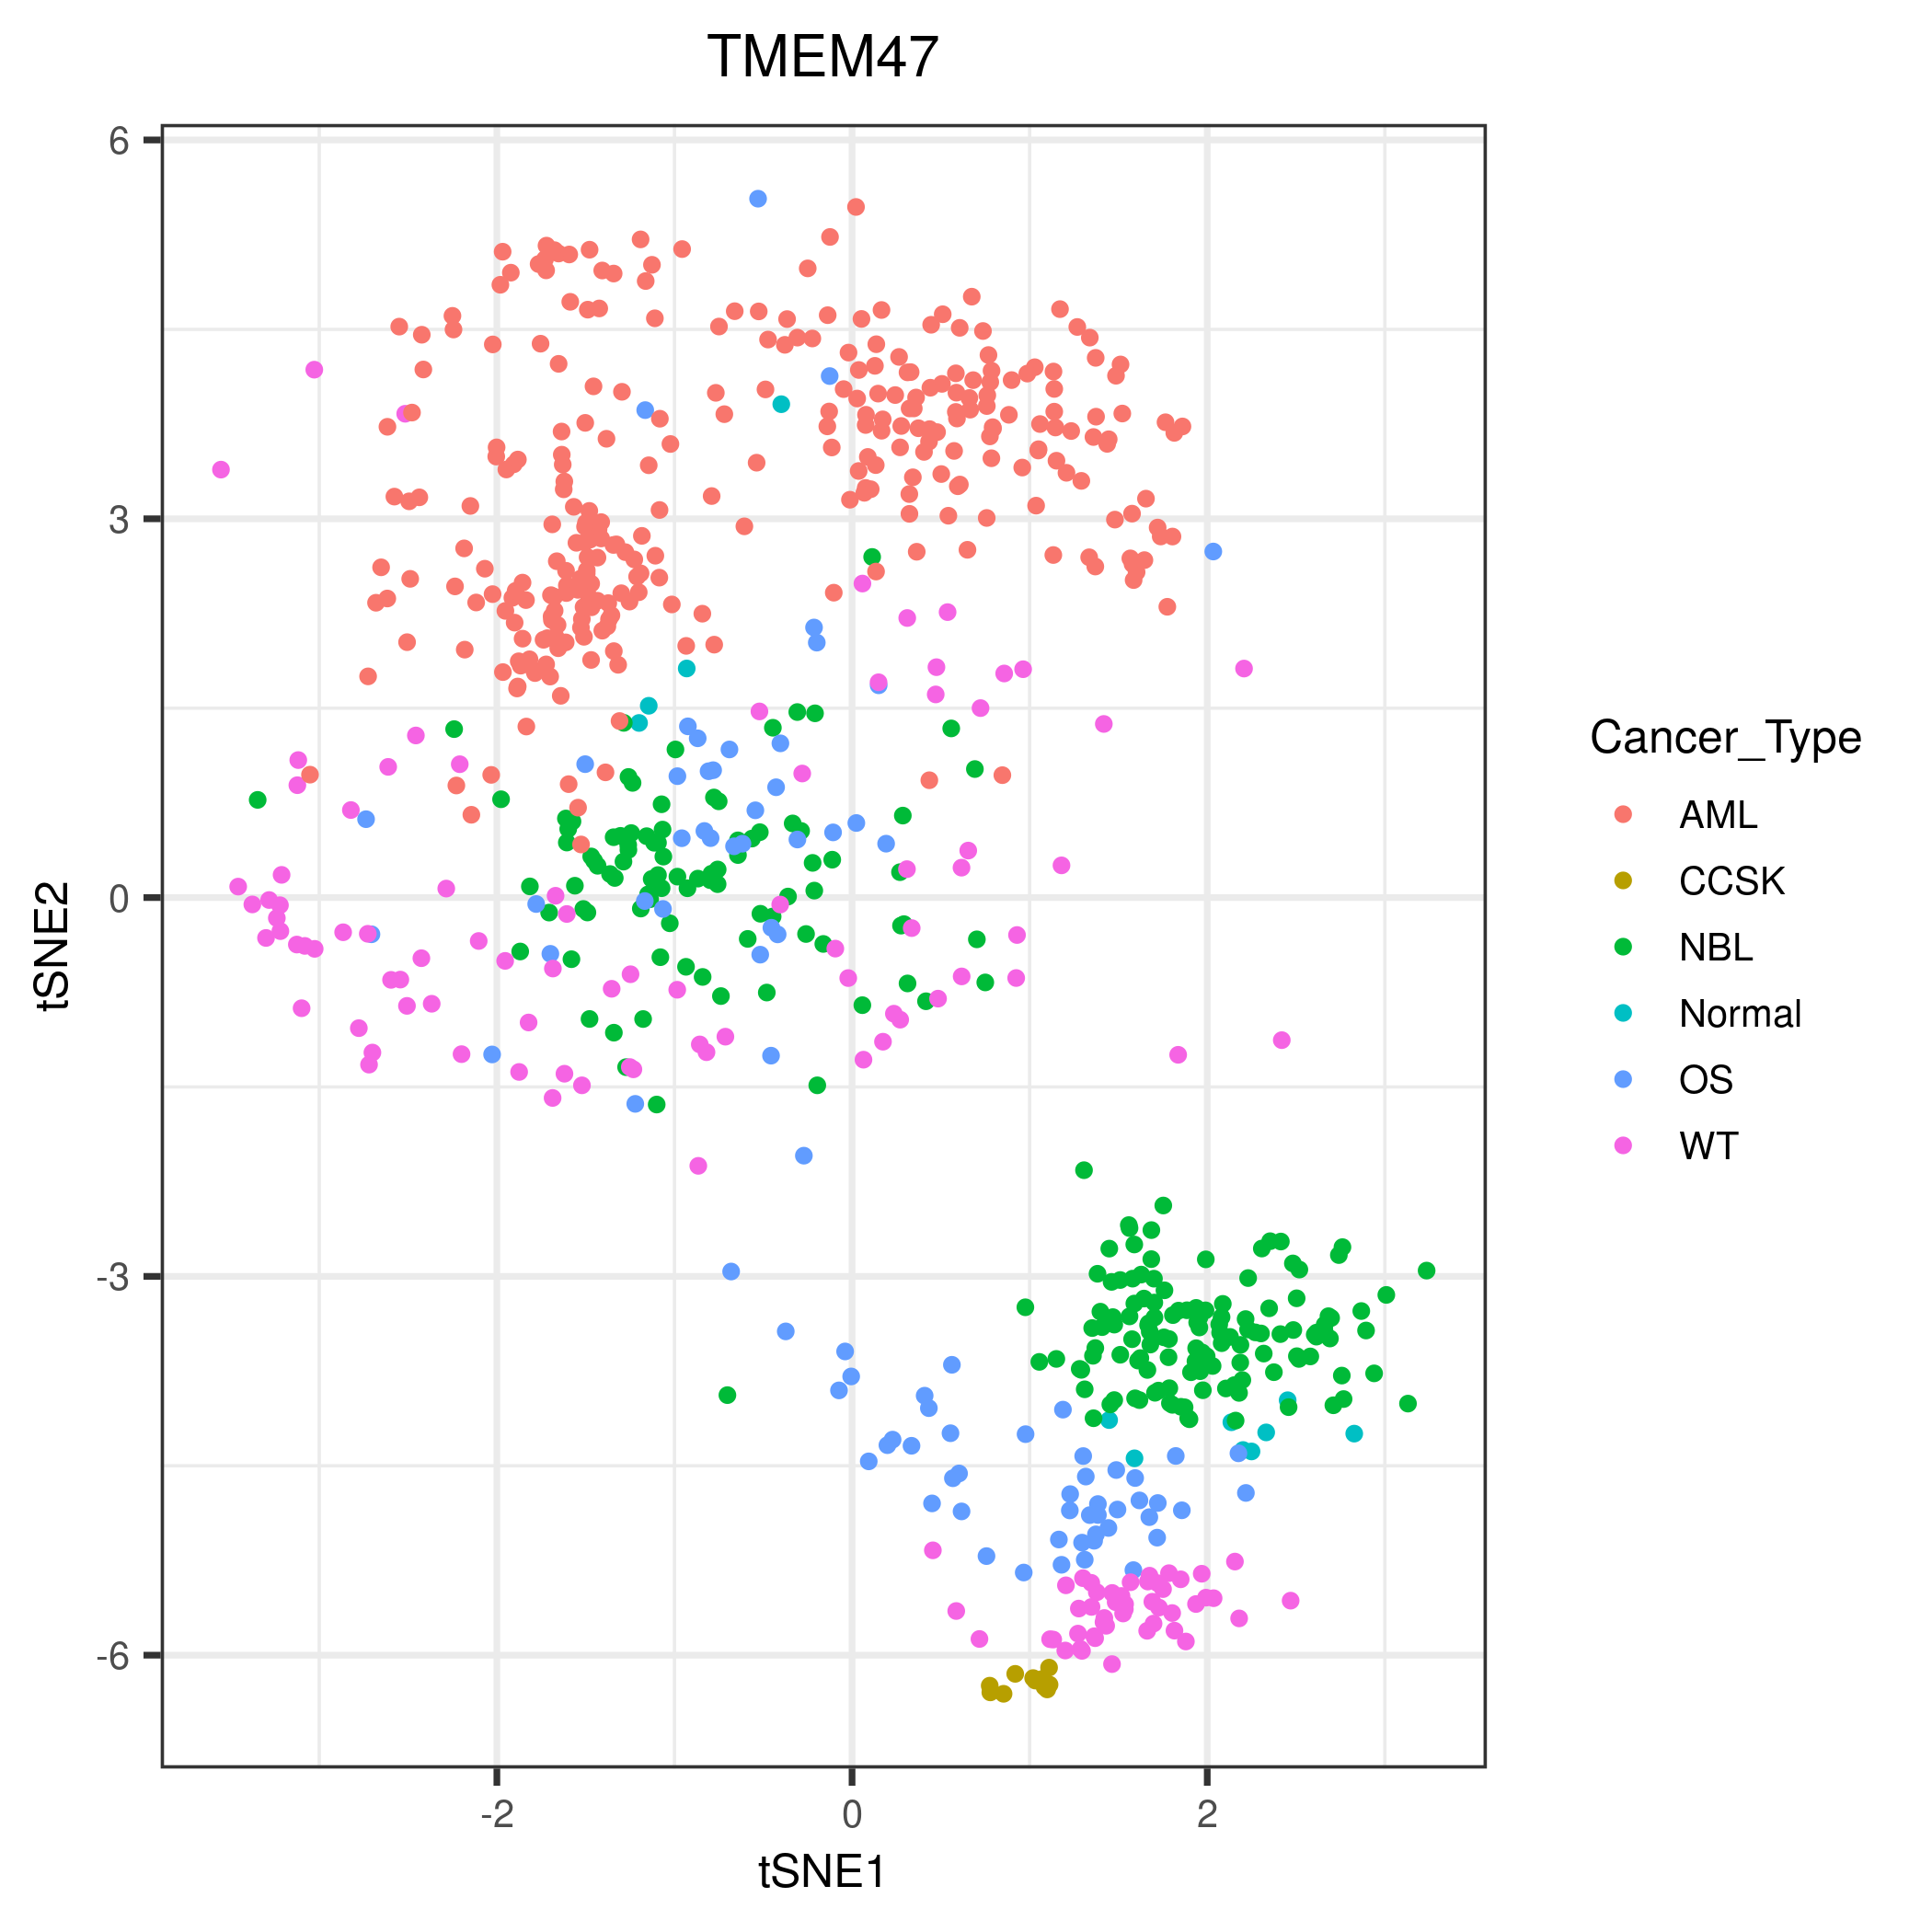 TMEM47
6
3
0
-3
-6
tSNE2
-2 0 2
tSNE1
Cancer_Type
AML
CCSK
NBL
Normal
OS
WT